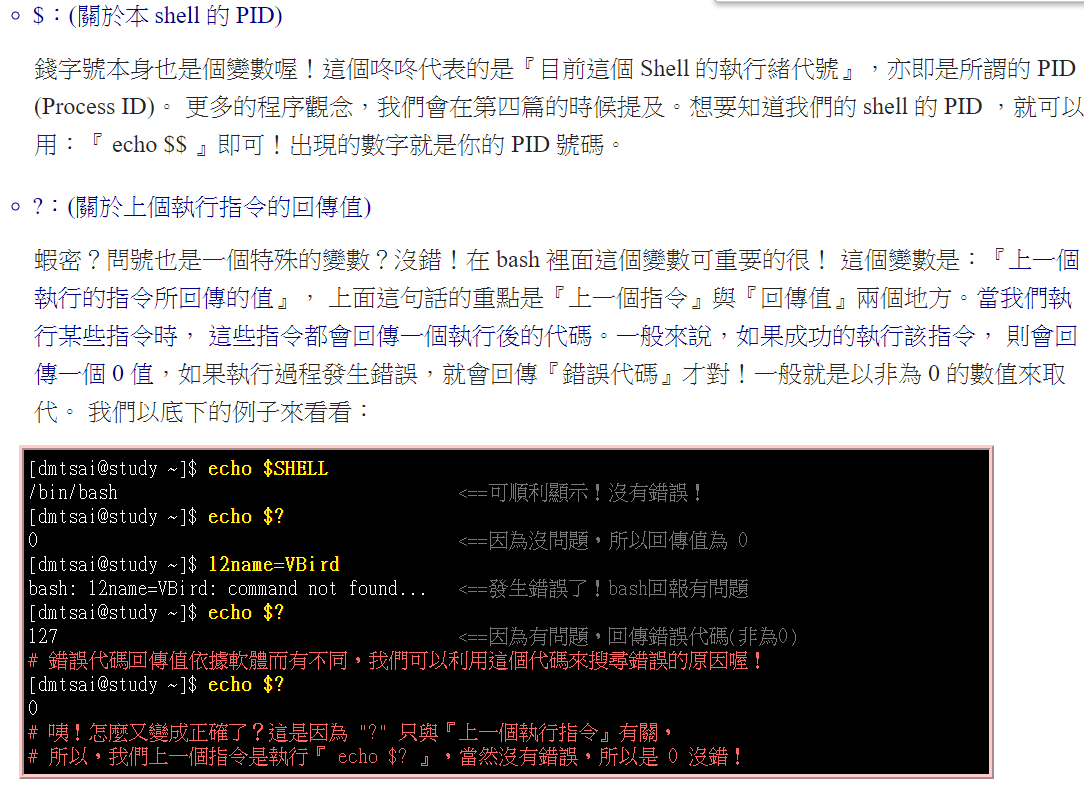 $：(關於本 shell 的 PID)
錢字號本身也是個變數喔！這個咚咚代表的是『目前這個 Shell 的執行緒代號』，亦即是所謂的 PID
(Process ID)。 更多的程序觀念，我們會在第四篇的時候提及。想要知道我們的 shell 的 PID ，就可以
用：『 echo $$ 』即可！出現的數字就是你的 PID 號碼。
?：(關於上個執行指令的回傳值)
蝦密？問號也是一個特殊的變數？沒錯！在 bash 裡面這個變數可重要的很！ 這個變數是：『上一個
執行的指令所回傳的值』， 上面這句話的重點是『上一個指令』與『回傳值』兩個地方。當我們執
行某些指令時， 這些指令都會回傳一個執行後的代碼。一般來說，如果成功的執行該指令， 則會回
傳一個 0 值，如果執行過程發生錯誤，就會回傳『錯誤代碼』才對！一般就是以非為 0 的數值來取
代。 我們以底下的例子來看看：
[dmtsai@study ~]$ echo $SHELL
/bin/bash <==可順利顯示！沒有錯誤！
[dmtsai@study ~]$ echo $?
0 <==因為沒問題，所以回傳值為 0
[dmtsai@study ~]$ 12name=VBird
bash: 12name=VBird: command not found... <==發生錯誤了！bash回報有問題
[dmtsai@study ~]$ echo $?
127 <==因為有問題，回傳錯誤代碼(非為0)
# 錯誤代碼回傳值依據軟體而有不同，我們可以利用這個代碼來搜尋錯誤的原因喔！
[dmtsai@study ~]$ echo $?
0
# 咦！怎麼又變成正確了？這是因為 "?" 只與『上一個執行指令』有關，
# 所以，我們上一個指令是執行『 echo $? 』，當然沒有錯誤，所以是 0 沒錯！